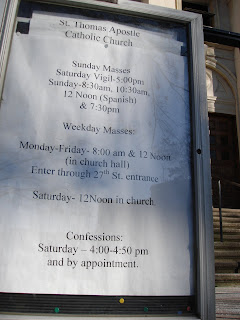 St. Thomas Apostle
Catholic Church
Sunday Masses
Saturday Vigil-5:00pm
Sunday-8:30am, 10:30am,
12 Noon (Spanish)
& 7:30pm
Weekday Masses:
Monday-Friday- 8:00 am & 12 Noon
(in church hall)
Enter through 27th St. entrance
Saturday- 12Noon in church
Confessions:
Saturday – 4:00-4:50 pm
and by appointment.